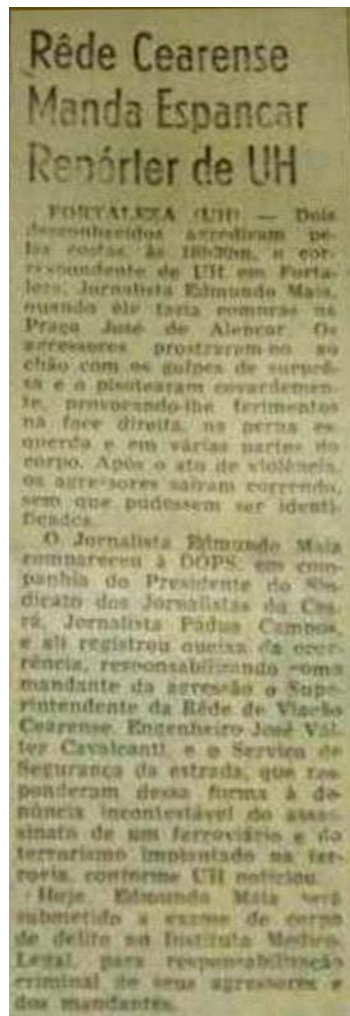 Rêde Cearense
Manda Espancar
Repórter de UH
FORTALEZA (UH) — Dois
desconhecidos agrediram pe-
las costas, às 18h30m, o cor-
respondente de UH em Forta-
leza, Jornalista Edmundo Maia,
quando êle fazia compras na
Praça José de Alencar. Os
agressores prostraram-no ao
chão com os golpes de surprê-
sa e o pisotearam covardemen-
te, provocando-lhe ferimentos
na face direita, na perna es-
querda e em várias partes do
corpo. Após o ato de violência,
os agressores saíram correndo,
sem que pudessem ser identi-
ficados.
O Jornalista Edmundo Maia
compareceu à DOPS, em com-
panhia do Presidente do Sin-
dicato dos Jornalistas do Cea-
rá, Jornalista Pádua Campos,
e ali registrou queixa da ocor-
rência, responsabilizando como
mandante da agressão o Supe-
rintendente da Rêde de Viação
Cearense, Engenheiro José Vál-
ter Cavalcanti, e o Serviço de
Segurança da estrada, que res-
ponderam dessa forma à de-
núncia incontestável do assas-
sinato de um ferroviário e do
terrorismo implantado na fer-
rovia, conforme UH noticiou.
Hoje, Edmundo Maia será
submetido a exame de corpo
de delito no Instituto Médico
Legal, para responsabilização
criminal de seus agressores e
dos mandantes.